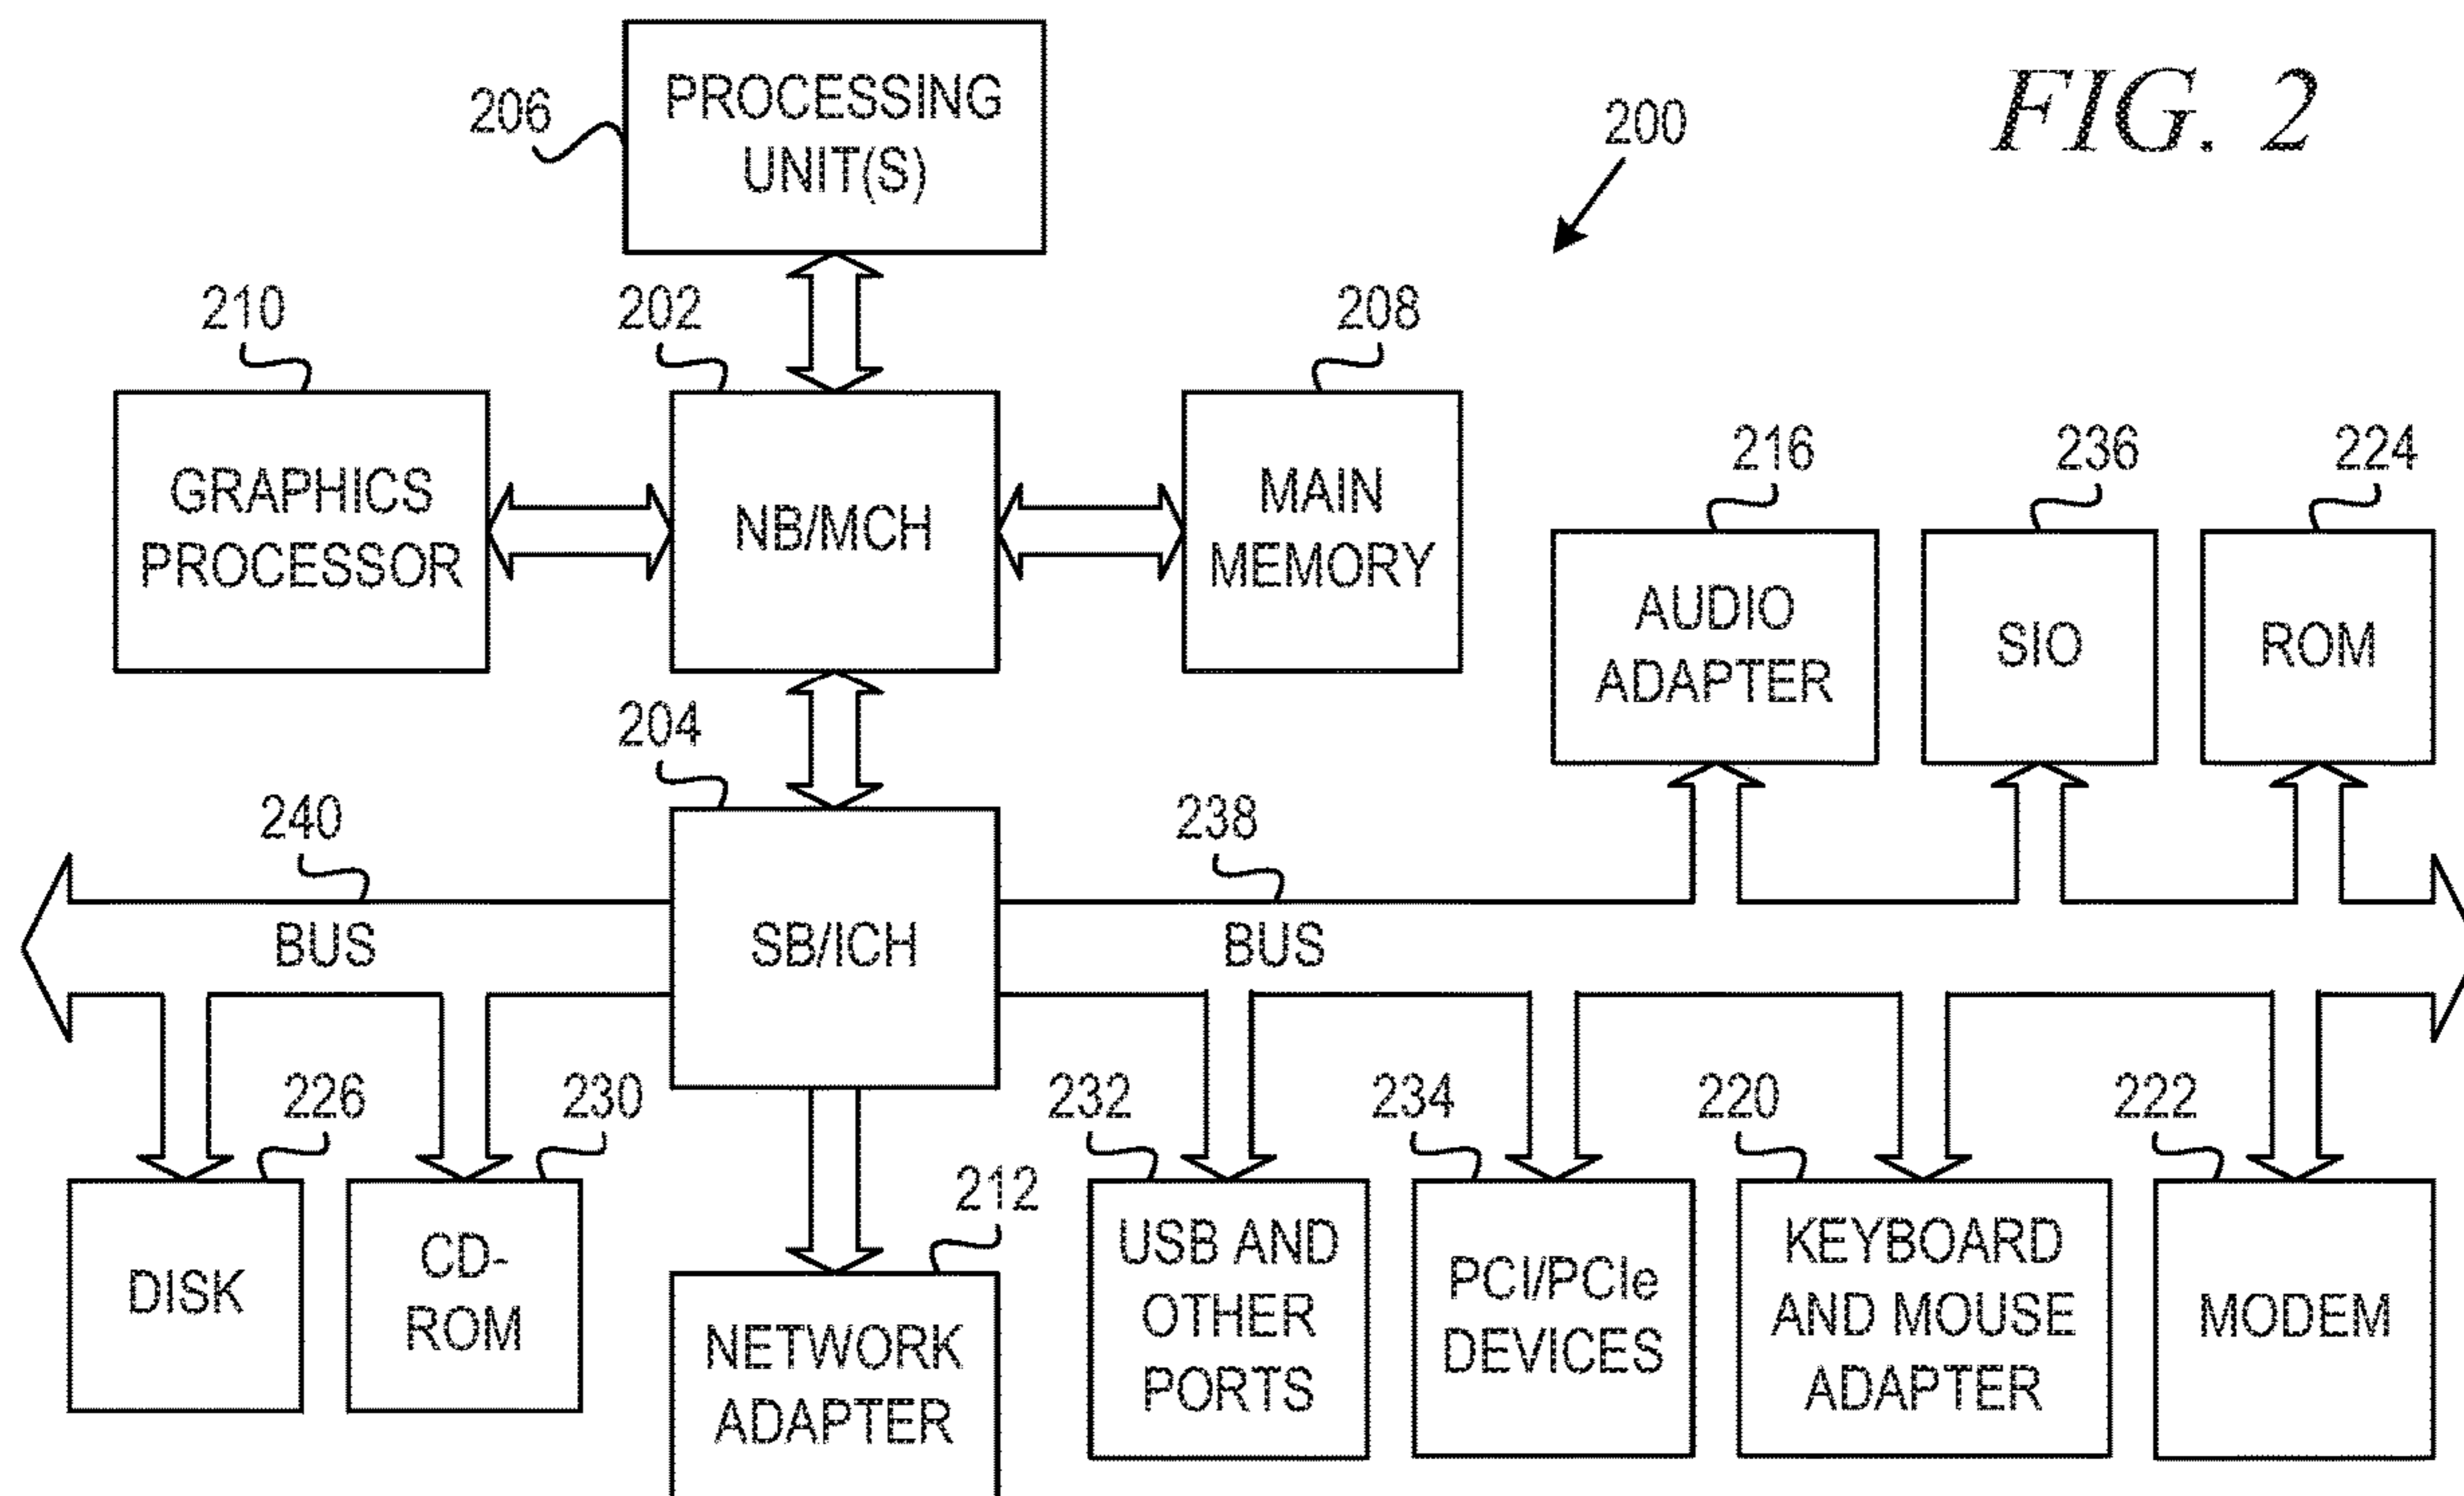 FIG. 2
200
206
PROCESSING
UNIT(S)
210
202
208
GRAPHICS
PROCESSOR
NB/MCH
MAIN
MEMORY
216
236
224
AUDIO
ADAPTER
SIO
ROM
204
240
238
BUS
SB/ICH
BUS
226
230
212
232
234
220
222
DISK
CD-
ROM
NETWORK
ADAPTER
USB AND
OTHER
PORTS
PCI/PCIe
DEVICES
KEYBOARD
AND MOUSE
ADAPTER
MODEM